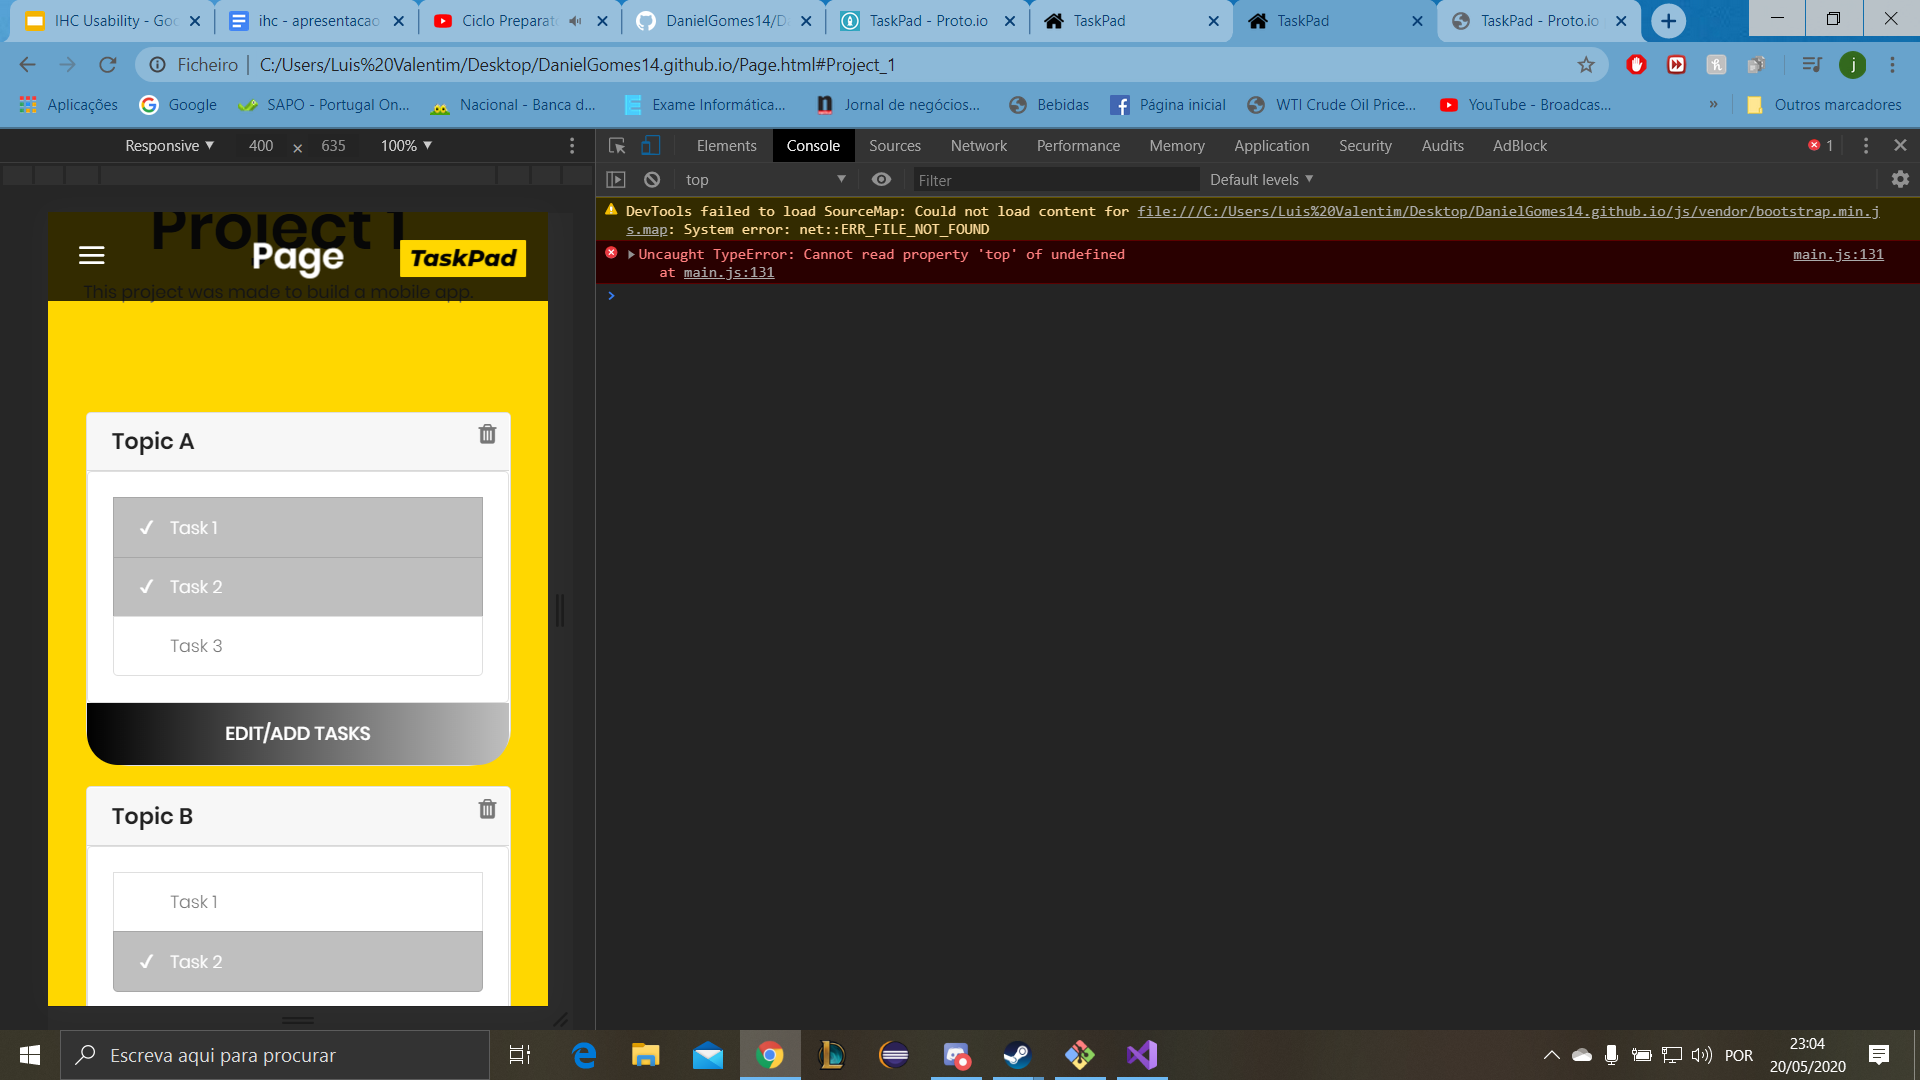 IHC Usability - Goo
ihc - apresentacao
Ciclo Preparat
DanielGomes14/D
TaskPad - Proto.io
TaskPad
TaskPad
TaskPad - Proto.io
Ficheiro
C:/Users/Luis%20Valentim/Desktop/DanielGomes14.github.io/Page.html#Project_1
j
Aplicações
Google
SAPO - Portugal On...
Nacional - Banca d...
Exame Informática...
Jornal de negócios...
Bebidas
Página inicial
WTI Crude Oil Price...
YouTube - Broadcas...
»
Outros marcadores
Responsive ▼ 400 × 635 100% ▼
Elements Console Sources Network Performance Memory Application Security Audits AdBlock 1
top ▼ Filter Default levels ▼
DevTools failed to load SourceMap: Could not load content for file:///C:/Users/Luis%20Valentim/Desktop/DanielGomes14.github.io/js/vendor/bootstrap.min.j
s.map: System error: net::ERR_FILE_NOT_FOUND
Uncaught TypeError: Cannot read property 'top' of undefined main.js:131
at main.js:131
Project 1
Page
TaskPad
This project was made to build a mobile app.
Topic A
✓ Task 1
✓ Task 2
Task 3
EDIT/ADD TASKS
Topic B
Task 1
✓ Task 2
Escreva aqui para procurar
POR
23:04
20/05/2020